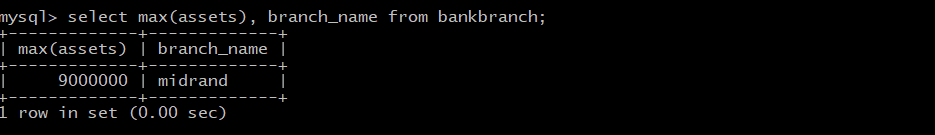 mysql> select max(assets), branch_name from bankbranch;
+-------------+-------------+
| max(assets) | branch_name |
+-------------+-------------+
|     9000000 | midrand     |
+-------------+-------------+
1 row in set (0.00 sec)